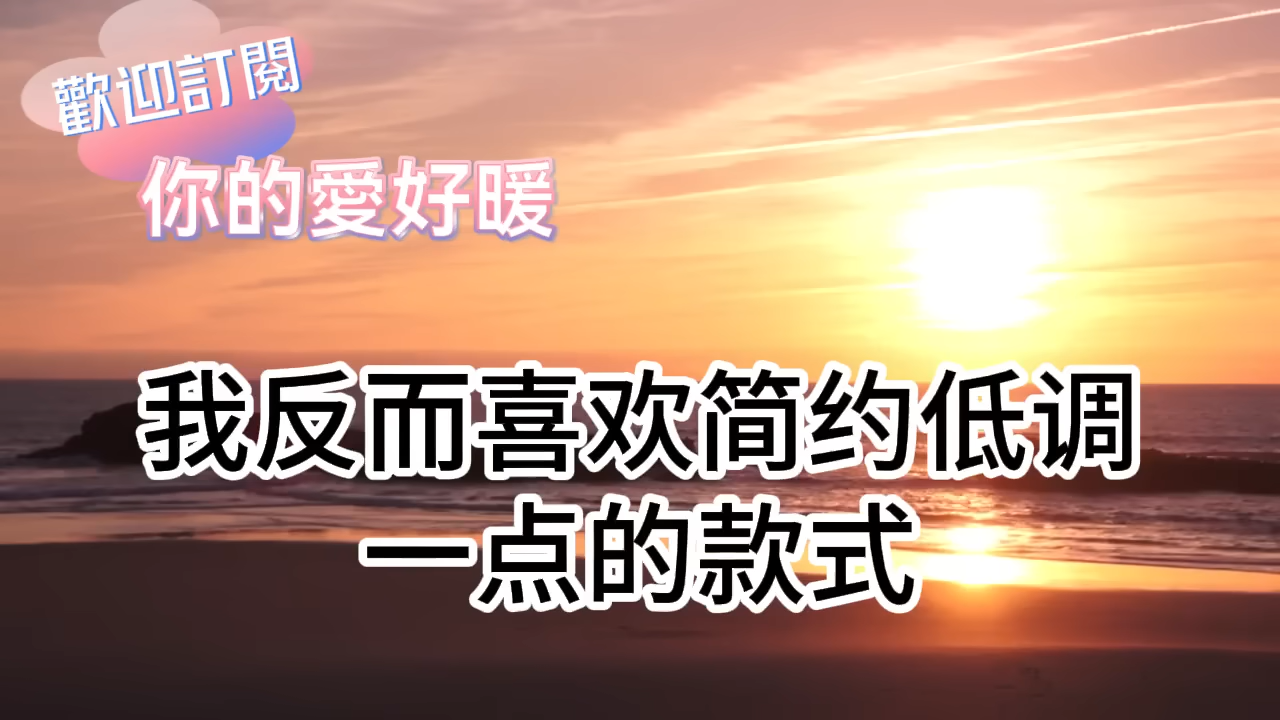 歡迎訂閱
你的愛好暖
我反而喜欢简约低调
一点的款式